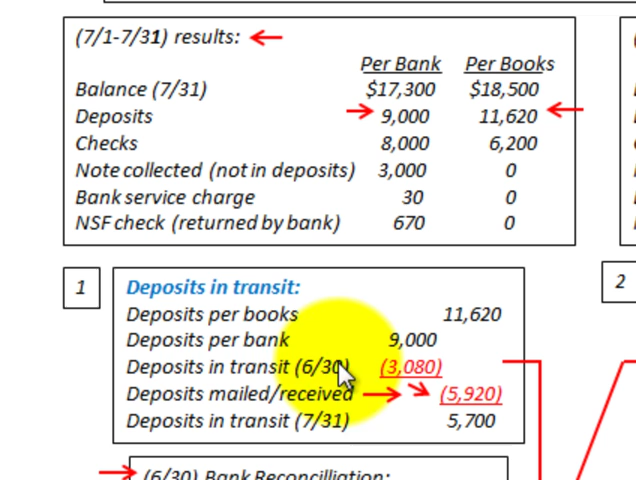 (7/1-7/31) results:
Per Bank Per Books
Balance (7/31) $17,300 $18,500
Deposits 9,000 11,620
Checks 8,000 6,200
Note collected (not in deposits) 3,000 0
Bank service charge 30 0
NSF check (returned by bank) 670 0
1
Deposits in transit:
Deposits per books 11,620
Deposits per bank 9,000
Deposits in transit (6/30) (3,080)
Deposits mailed/received (5,920)
Deposits in transit (7/31) 5,700
2
(6/30) Bank Reconcilliation: